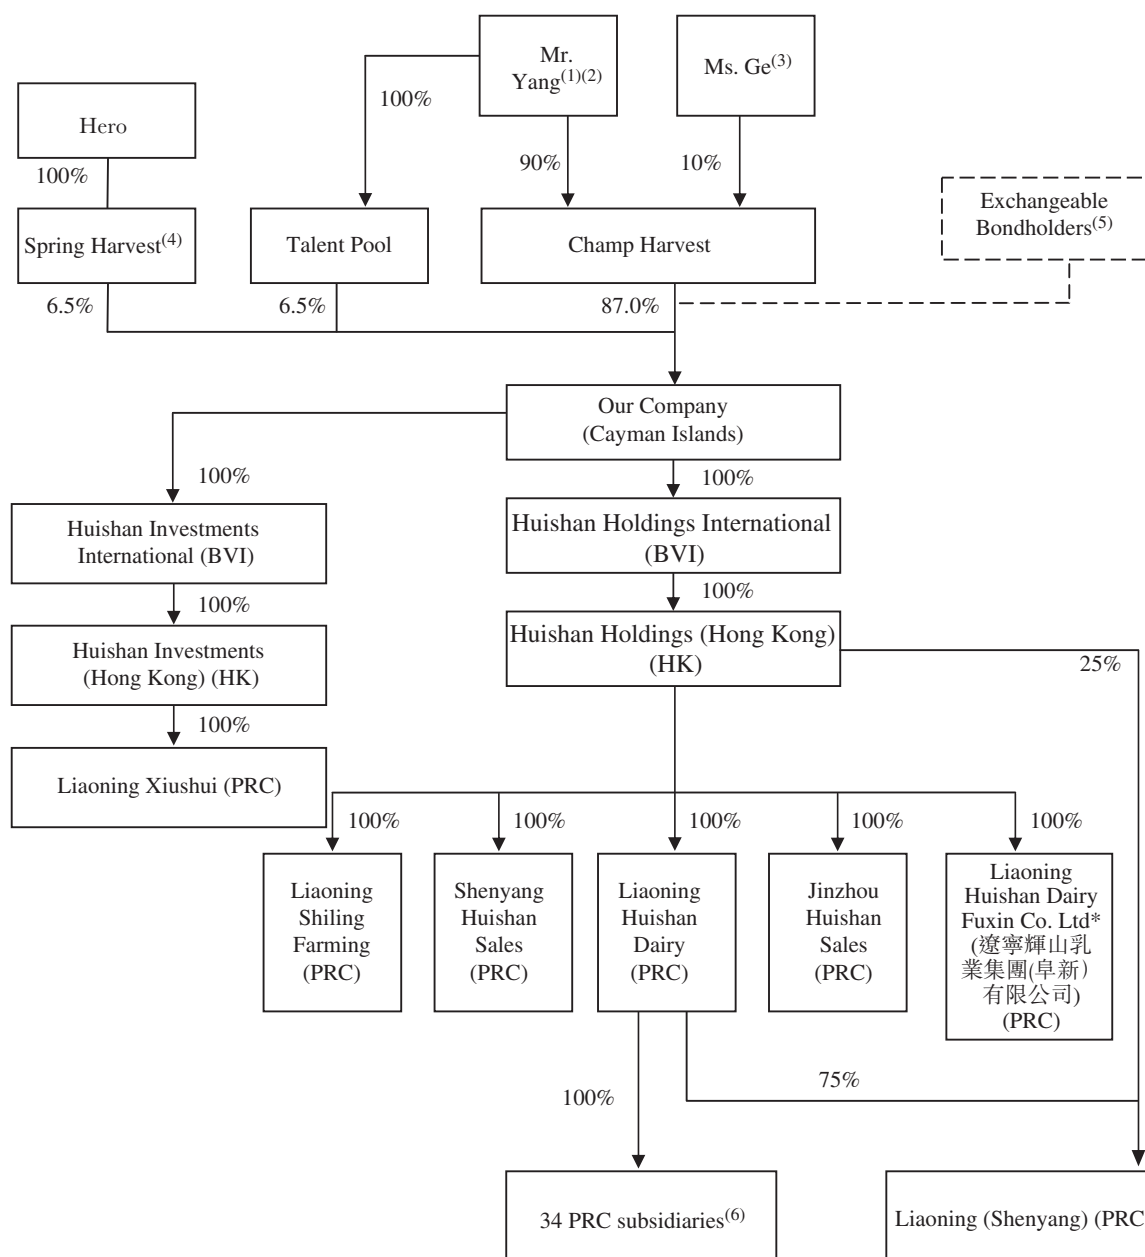 Mr.
Yang(1)(2)
Ms. Ge(3)
Hero
100%
100%
90%
10%
Exchangeable
Bondholders(5)
Spring Harvest(4)
Talent Pool
Champ Harvest
6.5%
6.5%
87.0%
Our Company
(Cayman Islands)
100%
100%
Huishan Investments
International (BVI)
Huishan Holdings International
(BVI)
100%
100%
Huishan Investments
(Hong Kong) (HK)
Huishan Holdings (Hong Kong)
(HK)
25%
100%
Liaoning Xiushui (PRC)
100%
100%
100%
100%
100%
Liaoning
Shiling
Farming
(PRC)
Shenyang
Huishan
Sales
(PRC)
Liaoning
Huishan
Dairy
(PRC)
Jinzhou
Huishan
Sales
(PRC)
Liaoning
Huishan Dairy
Fuxin Co. Ltd*
(遼寧輝山乳
業集團(阜新)
有限公司)
(PRC)
100%
75%
34 PRC subsidiaries(6)
Liaoning (Shenyang) (PRC